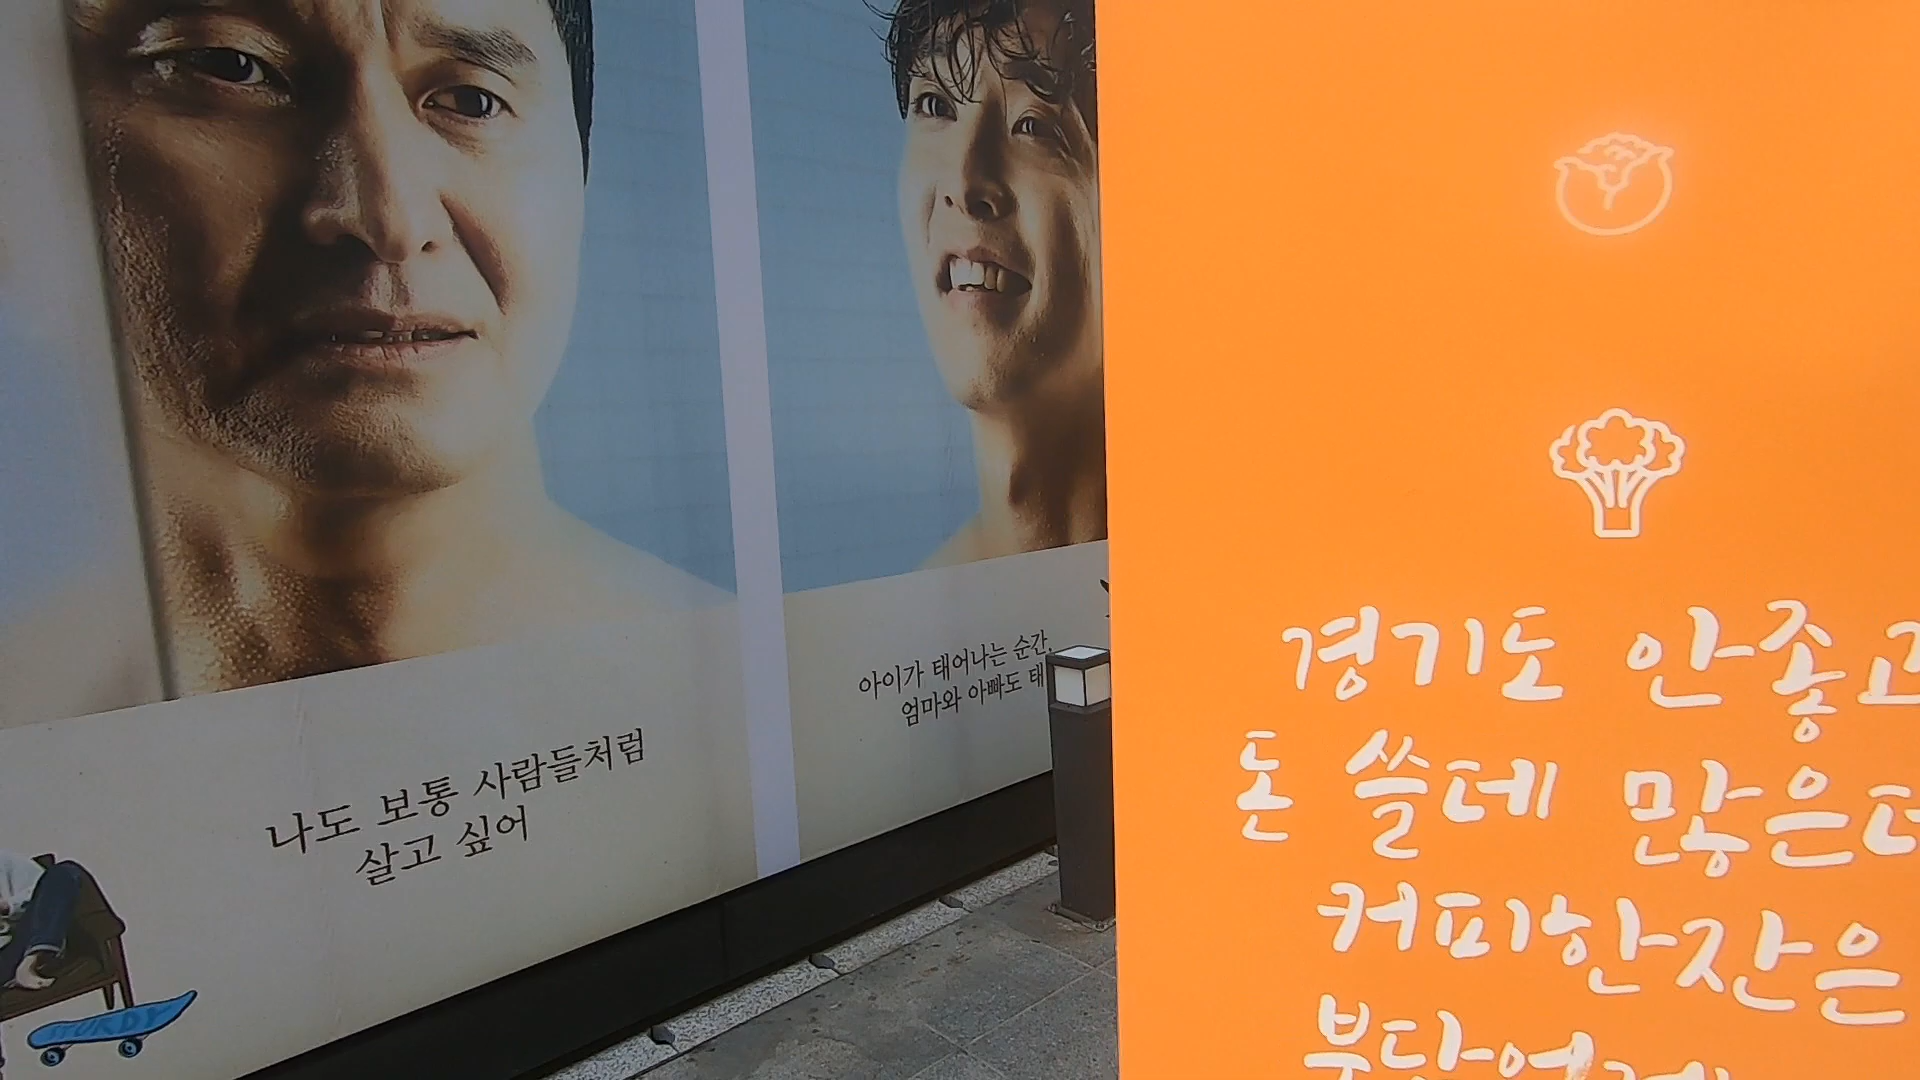 나도 보통 사람들처럼
살고 싶어
아이가 태어나는 순간,
엄마와 아빠도
경기도 안좋고
돈 쓸데 많은데
커피한잔은